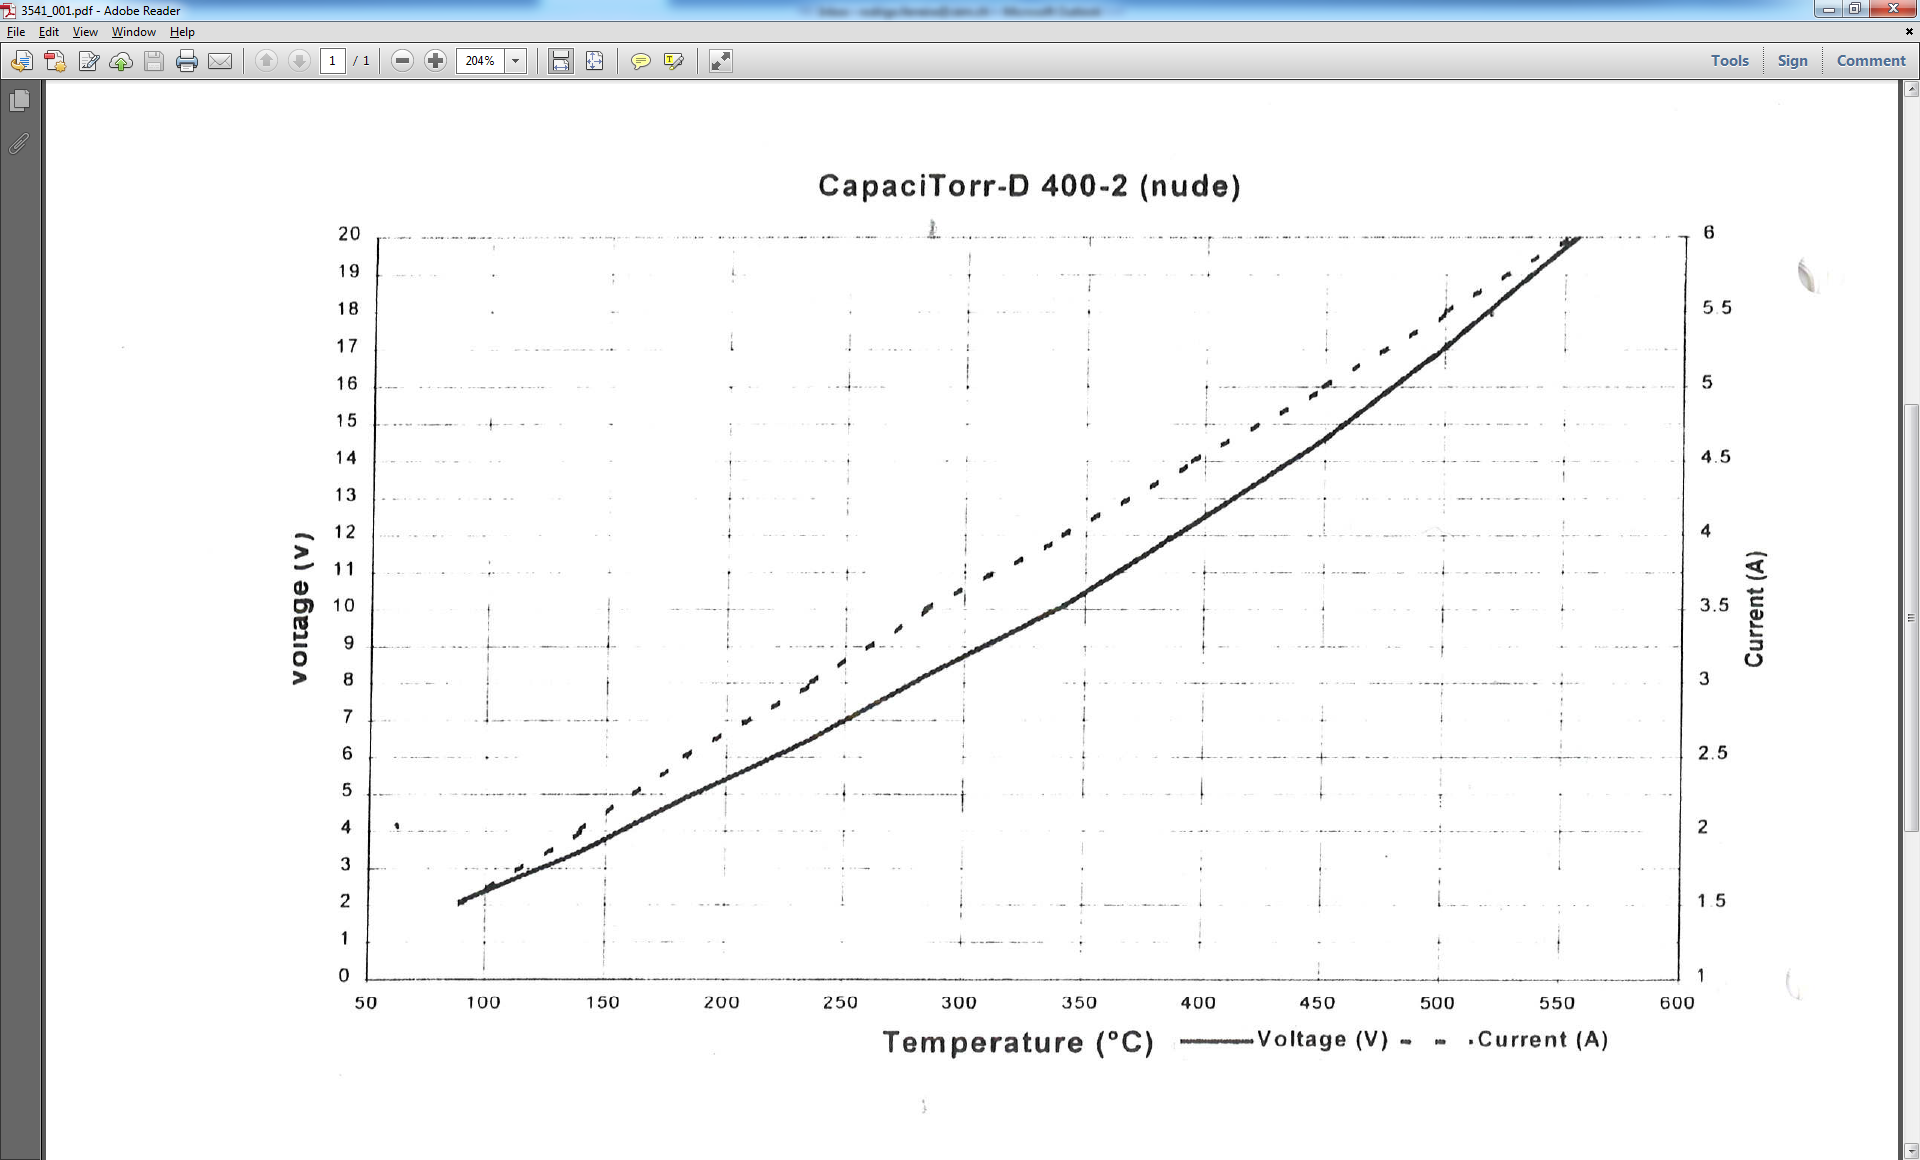 3541_001.pdf - Adobe Reader
File Edit View Window Help
1 / 1 204% Tools Sign Comment
CapaciTorr-D 400-2 (nude)
20 6
19
18 5.5
17
16 5
15
14 4.5
13
12 4
11
10 3.5
9
8 3
7
6 2.5
5
4 2
3
2 1.5
1
0 1
Voltage (V)
Current (A)
50 100 150 200 250 300 350 400 450 500 550 600
Temperature (ºC) Voltage (V) Current (A)